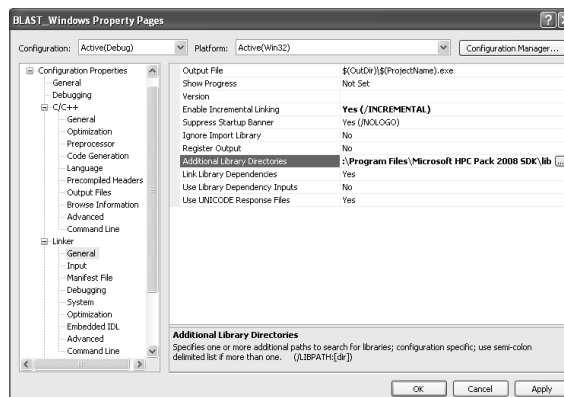 BLAST_Windows Property Pages
Configuration: Active(Debug) Platform: Active(Win32) Configuration Manager...
Configuration Properties
General
Debugging
C/C++
General
Optimization
Preprocessor
Code Generation
Language
Precompiled Headers
Output Files
Browse Information
Advanced
Command Line
Linker
General
Input
Manifest File
Debugging
System
Optimization
Embedded IDL
Advanced
Command Line
Output File $(OutDir)\$(ProjectName).exe
Show Progress Not Set
Version
Enable Incremental Linking Yes (/INCREMENTAL)
Suppress Startup Banner Yes (/NOLOGO)
Ignore Import Library No
Register Output No
Additional Library Directories :\Program Files\Microsoft HPC Pack 2008 SDK\lib ...
Link Library Dependencies Yes
Use Library Dependency Inputs No
Use UNICODE Response Files Yes
Additional Library Directories
Specifies one or more additional paths to search for libraries; configuration specific; use semi-colon
delimited list if more than one. (/LIBPATH:[dir])
OK Cancel Apply